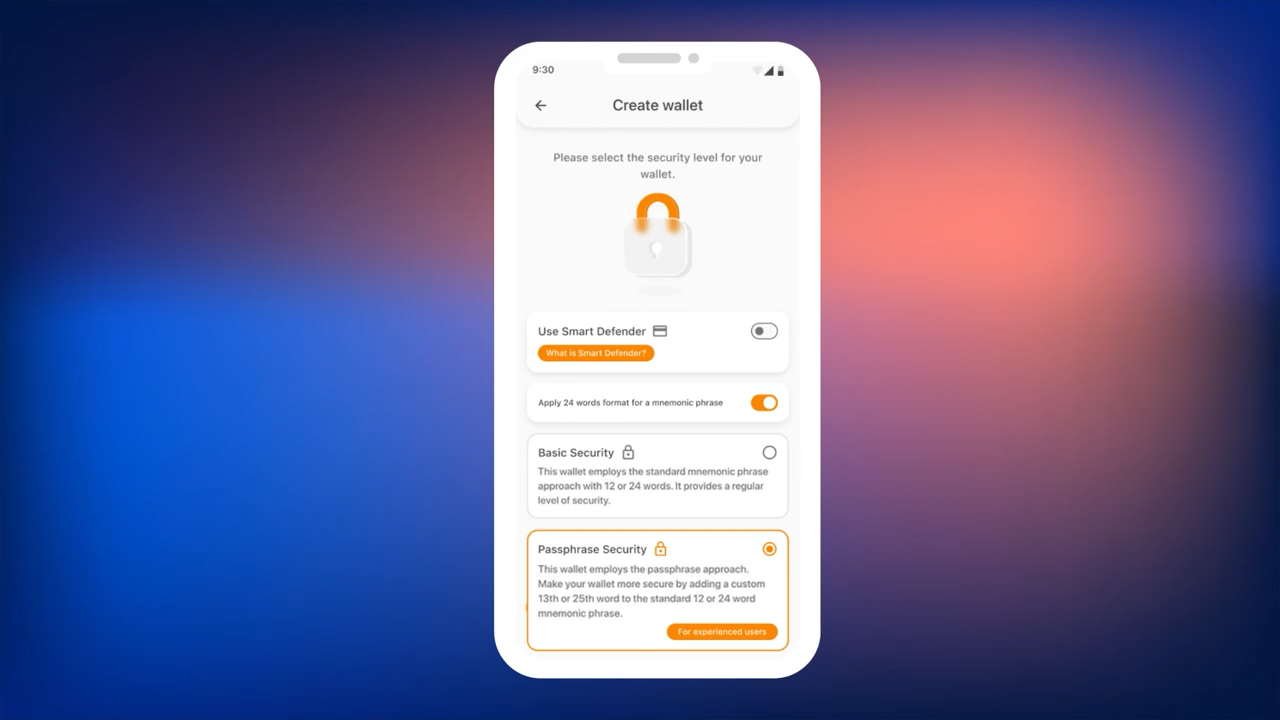 9:30
Create wallet
Please select the security level for your
wallet.
Use Smart Defender
What is Smart Defender?
Apply 24 words format for a mnemonic phrase
Basic Security
This wallet employs the standard mnemonic phrase
approach with 12 or 24 words. It provides a regular
level of security.
Passphrase Security
This wallet employs the passphrase approach.
Make your wallet more secure by adding a custom
13th or 25th word to the standard 12 or 24 word
mnemonic phrase.
For experienced users